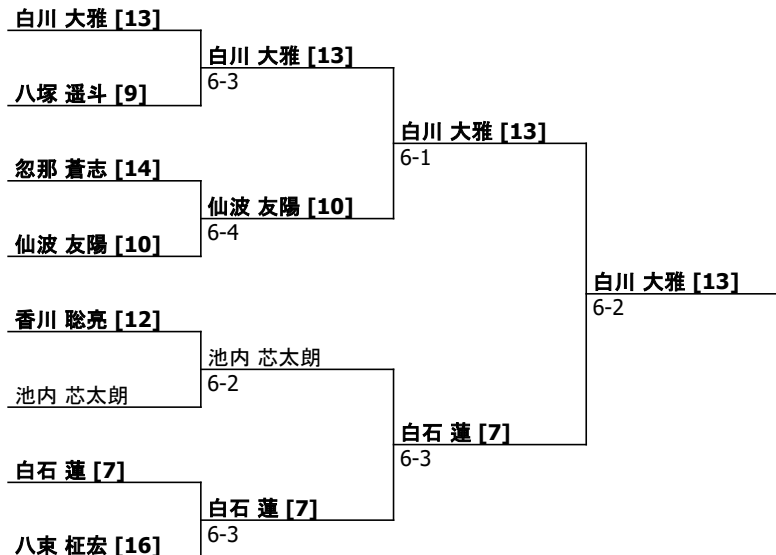 白川 大雅 [13]
八塚 遥斗 [9]
忽那 蒼志 [14]
仙波 友陽 [10]
香川 聡亮 [12]
池内 芯太朗
白石 蓮 [7]
八束 柾宏 [16]
白川 大雅 [13]
6-3
仙波 友陽 [10]
6-4
池内 芯太朗
6-2
白石 蓮 [7]
6-3
白川 大雅 [13]
6-1
白石 蓮 [7]
6-3
白川 大雅 [13]
6-2